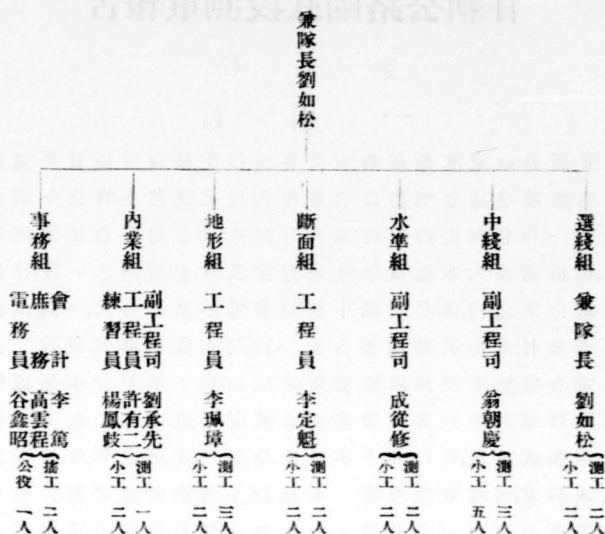 兼隊長劉如松
選綫組 兼隊長 劉如松 測工 二人 小工 二人
中綫組 副工程司 翁朝慶 測工 三人 小工 五人
水準組 副工程司 成從修 測工 二人 小工 二人
斷面組 工程員 李定魁 小工 二人
地形組 工程員 李珮璋 測工 三人 小工 二人
內業組 副工程司 劉承先 工程員 許有二 練習員 楊鳳歧 測工 一人 小工 二人
事務組 會計 李篤 庶務 高雲程 電務員 谷鑫昭 二人 公役 一人